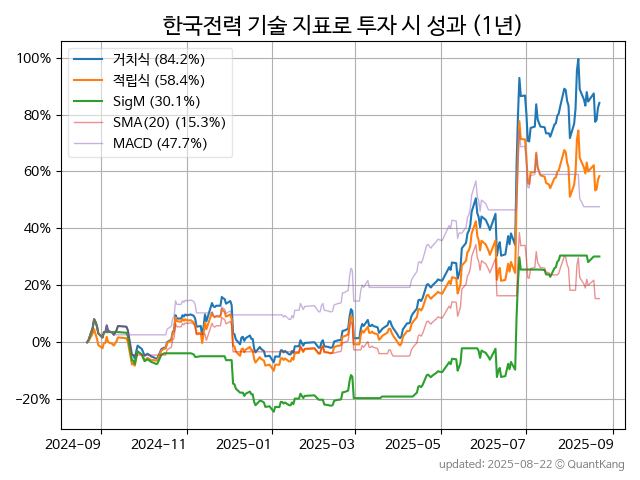 한국전력 기술 지표로 투자 시 성과 (1년)
거치식 (84.2%)
적립식 (58.4%)
SigM (30.1%)
SMA(20) (15.3%)
MACD (47.7%)
100%
80%
60%
40%
20%
0%
−20%
2024-09 2024-11 2025-01 2025-03 2025-05 2025-07 2025-09
updated: 2025-08-22 © QuantKang